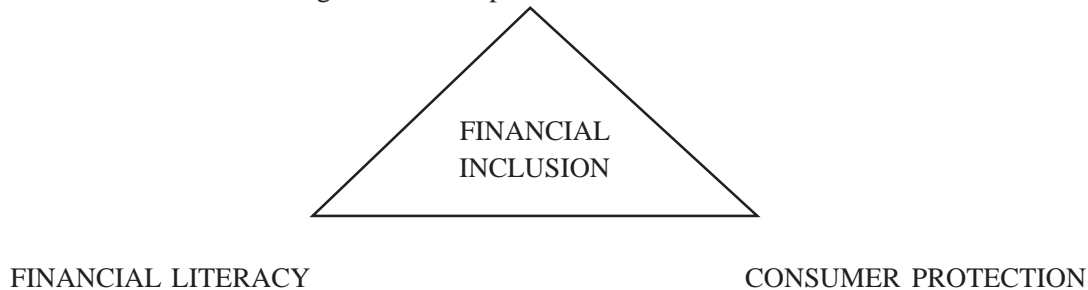 FINANCIAL
INCLUSION
FINANCIAL LITERACY CONSUMER PROTECTION